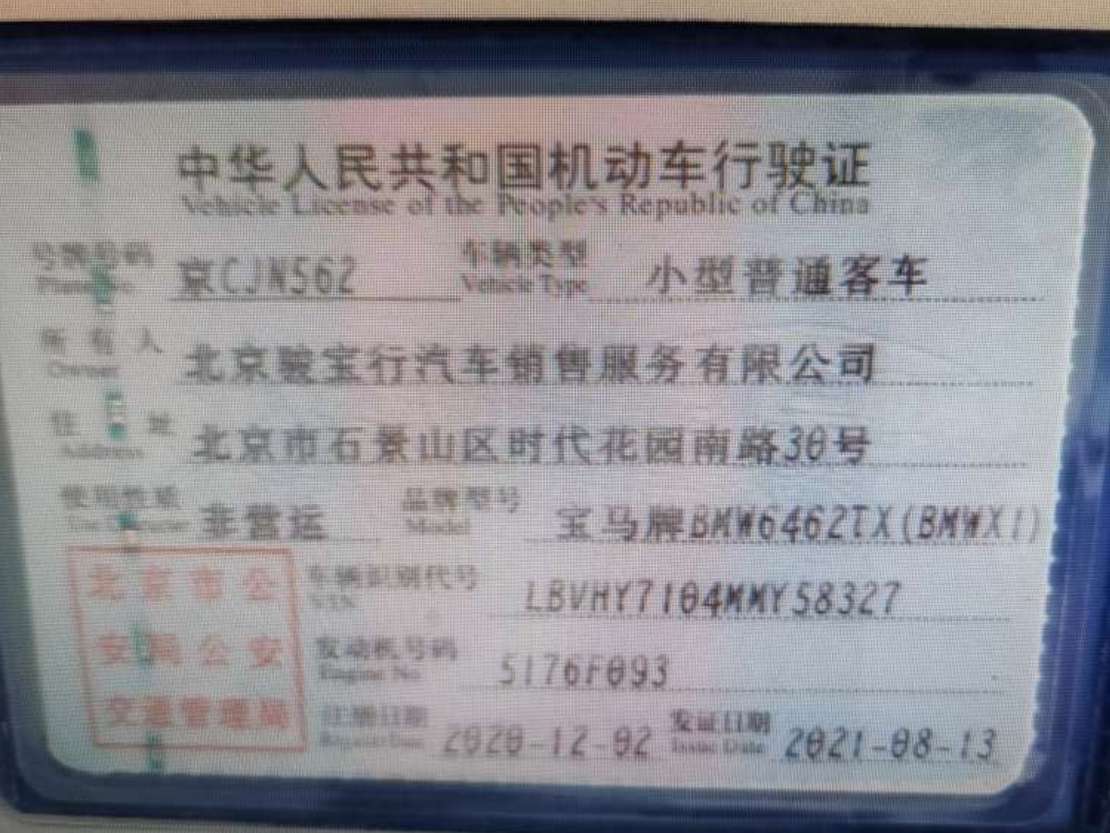 中华人民共和国机动车行驶证
Vehicle License of the People's Republic of China
号牌号码 京CJN562 车辆类型 小型普通客车
Plate No. Vehicle Type
所有人 北京骏宝行汽车销售服务有限公司
Owner
住址 北京市石景山区时代花园南路30号
Address
使用性质 非营运 品牌型号 宝马牌BMW6462TX(BMWX1)
Use Character Model
北京市公
安局公安
交通管理局
车辆识别代号 LBVHY7104MMY58327
VIN
发动机号码 5176F093
Engine No.
注册日期 2020-12-02 发证日期 2021-08-13
Register Date Issue Date